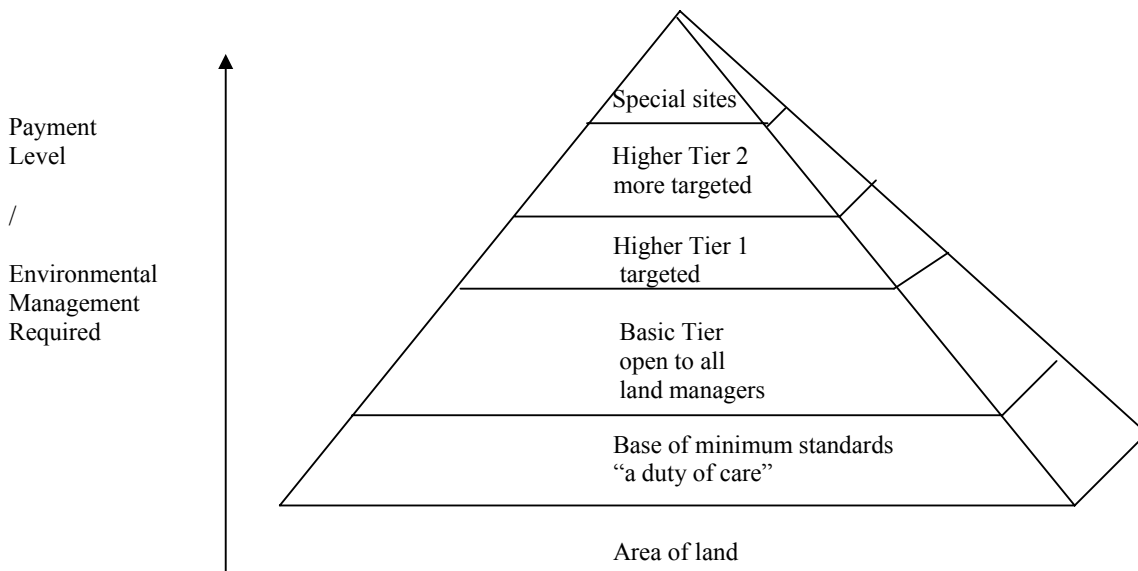 Payment
Level
/
Environmental
Management
Required
Special sites
Higher Tier 2
more targeted
Higher Tier 1
targeted
Basic Tier
open to all
land managers
Base of minimum standards
“a duty of care”
Area of land